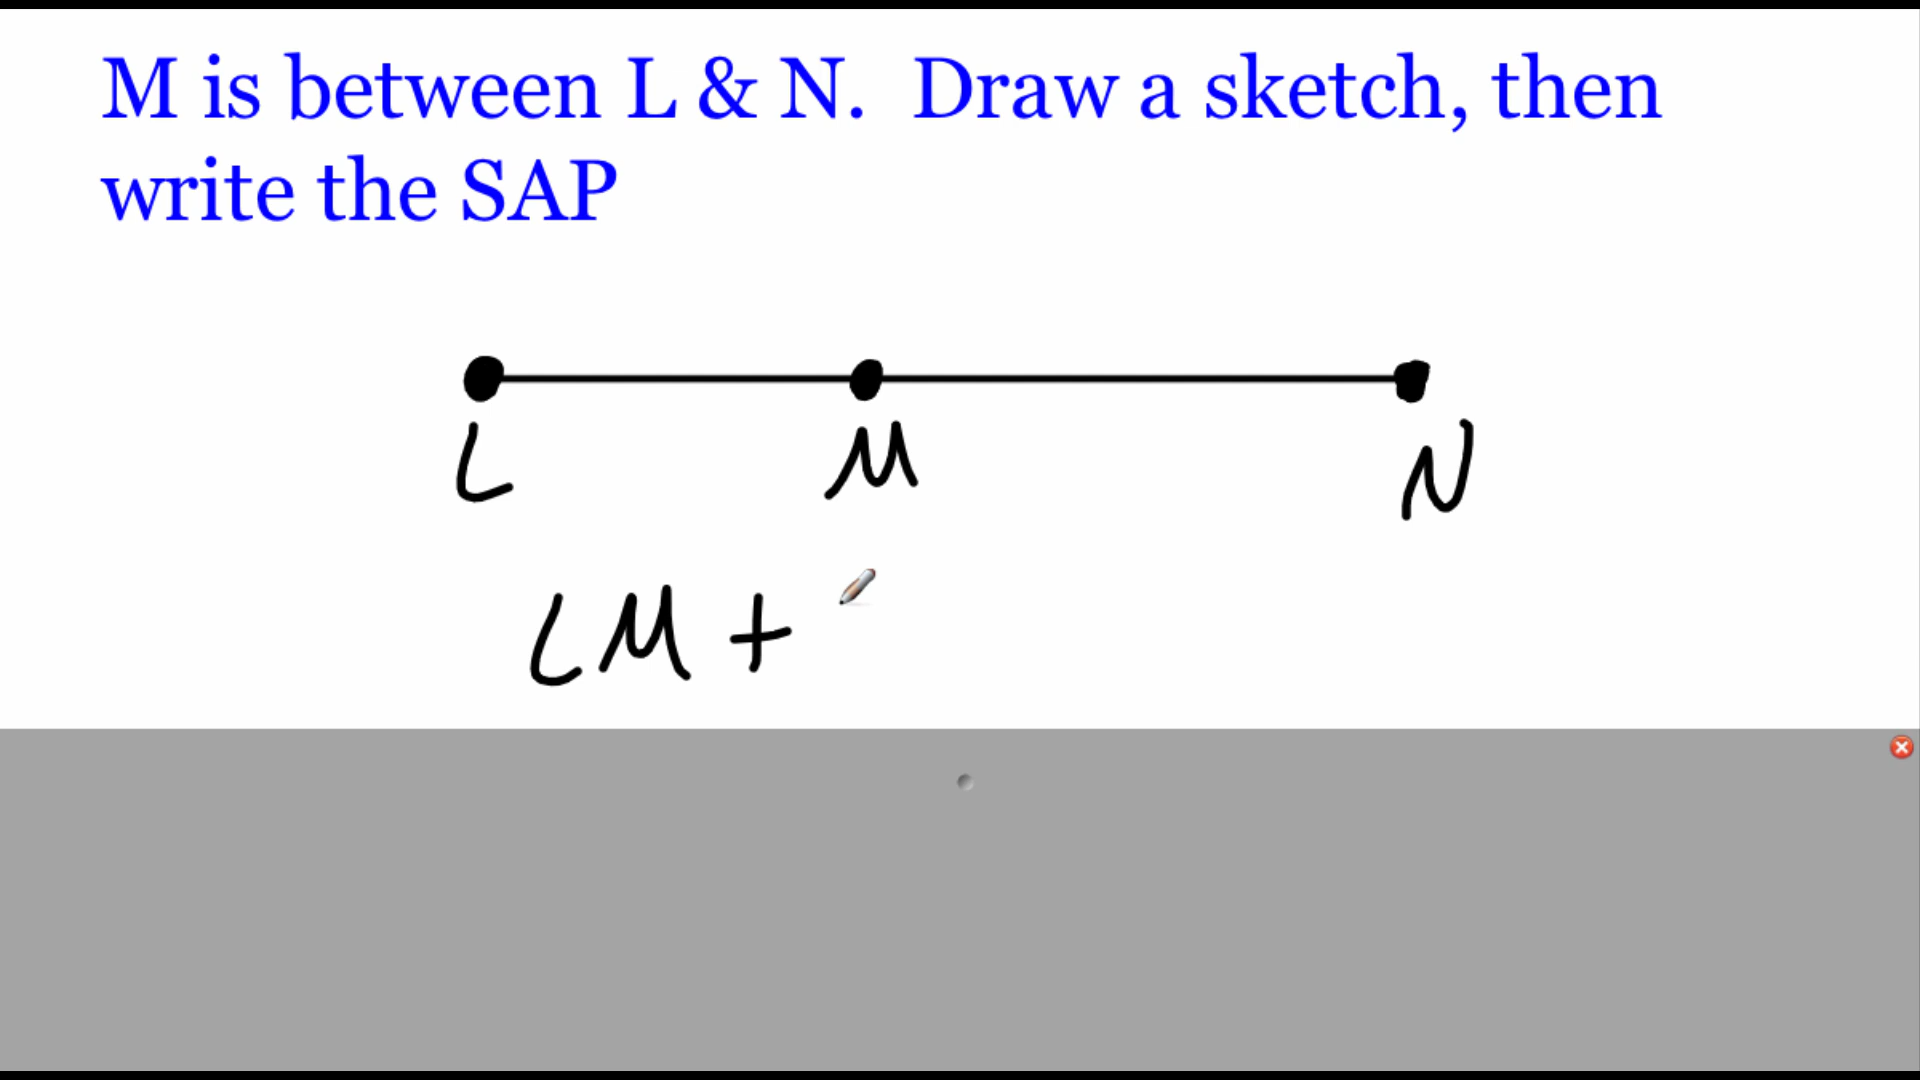 M is between L & N. Draw a sketch, then
write the SAP
L M N
LM +